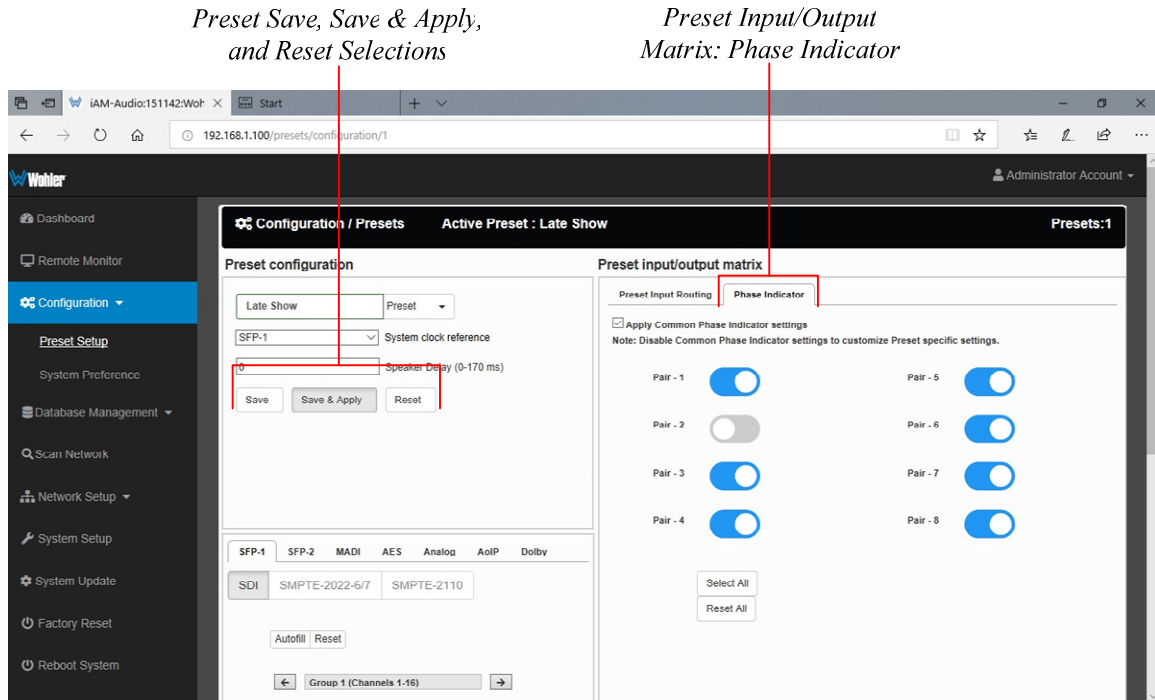 Preset Save, Save & Apply,
and Reset Selections
Preset Input/Output
Matrix: Phase Indicator
iAM-Audio:151142:Woh
Start
192.168.1.100/presets/configuration/1
Wohler
Administrator Account
Dashboard
Remote Monitor
Configuration
Preset Setup
System Preference
Database Management
Scan Network
Network Setup
System Setup
System Update
Factory Reset
Reboot System
Configuration / Presets Active Preset : Late Show Presets:1
Preset configuration
Late Show Preset
SFP-1 System clock reference
0 Speaker Delay (0-170 ms)
Save Save & Apply Reset
SFP-1 SFP-2 MADI AES Analog AoIP Dolby
SDI SMPTE-2022-6/7 SMPTE-2110
Autofill Reset
Group 1 (Channels 1-16)
Preset input/output matrix
Preset Input Routing Phase Indicator
Apply Common Phase Indicator settings
Note: Disable Common Phase Indicator settings to customize Preset specific settings.
Pair - 1 Pair - 5
Pair - 2 Pair - 6
Pair - 3 Pair - 7
Pair - 4 Pair - 8
Select All
Reset All